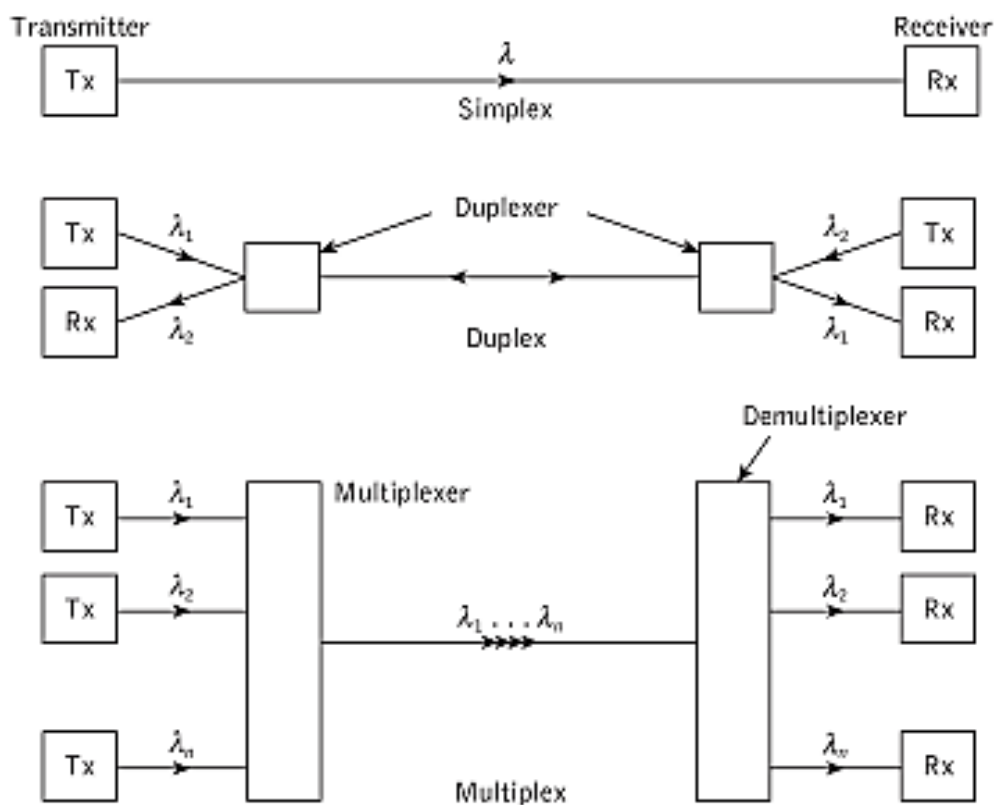 Transmitter
Receiver
Tx
λ
Rx
Simplex
Tx
λ₁
Duplexer
λ₂
Tx
Rx
λ₂
Duplex
λ₁
Rx
Demultiplexer
Tx
λ₁
Multiplexer
λ₁
Rx
Tx
λ₂
λ₁ . . . λₙ
λ₂
Rx
Tx
λₙ
Multiplex
λₙ
Rx